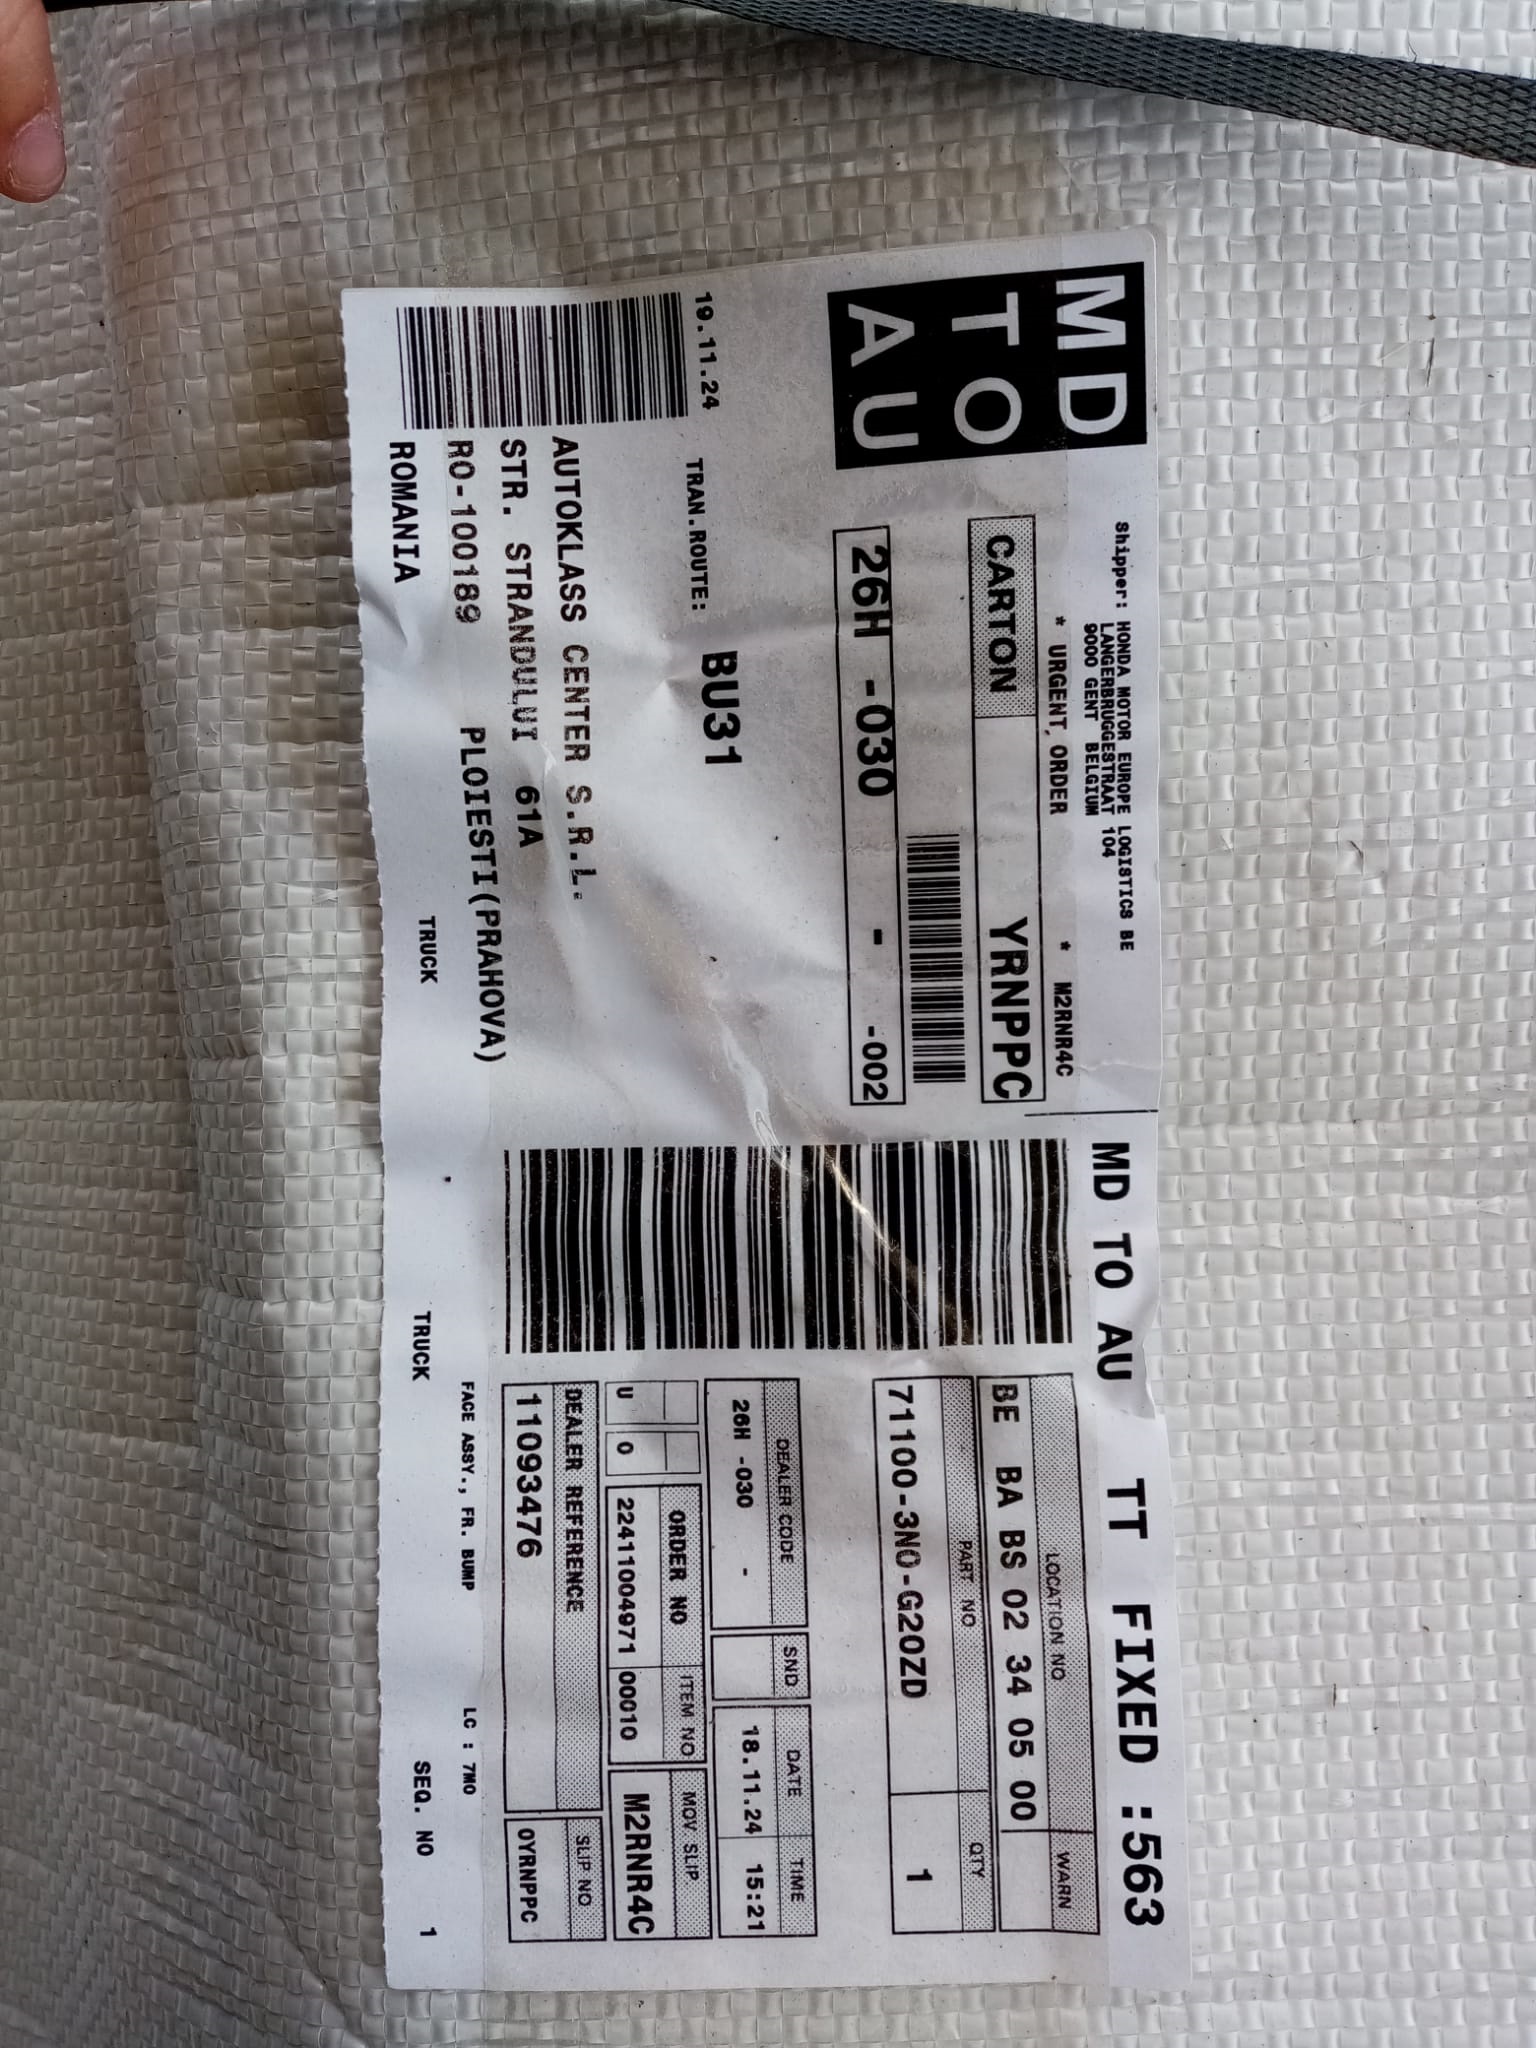 MD
TO
AU
Shipper: HONDA MOTOR EUROPE LOGISTICS BE
LANGERBRUGGESTRAAT 104
9000 GENT BELGIUM
* URGENT ORDER * M2RNR4C
CARTON YRNPPC
26H -030 - -002
19.11.24 TRAN.ROUTE: BU31
AUTOKLASS CENTER S.R.L.
STR. STRANDULUI 61A
RO-100189 PLOIESTI(PRAHOVA)
ROMANIA TRUCK
MD TO AU TT FIXED :563
LOCATION NO WARN
BE BA BS 02 34 05 00
PART NO QTY
71100-3N0-G20ZD 1
DEALER CODE SND DATE TIME
26H -030 - 18.11.24 15:21
ORDER NO ITEM NO MOV SLIP
U 0 22411004971 00010 M2RNR4C
DEALER REFERENCE SLIP NO
11093476 0YRNPPC
FACE ASSY., FR. BUMP LC : 7M0
TRUCK SEQ. NO 1